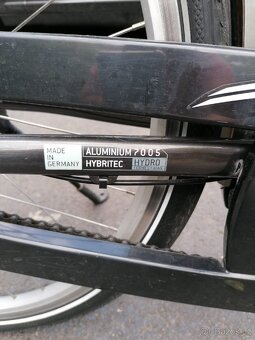 MADE
IN
GERMANY
ALUMINIUM 7005
HYBRITEC
HYDRO